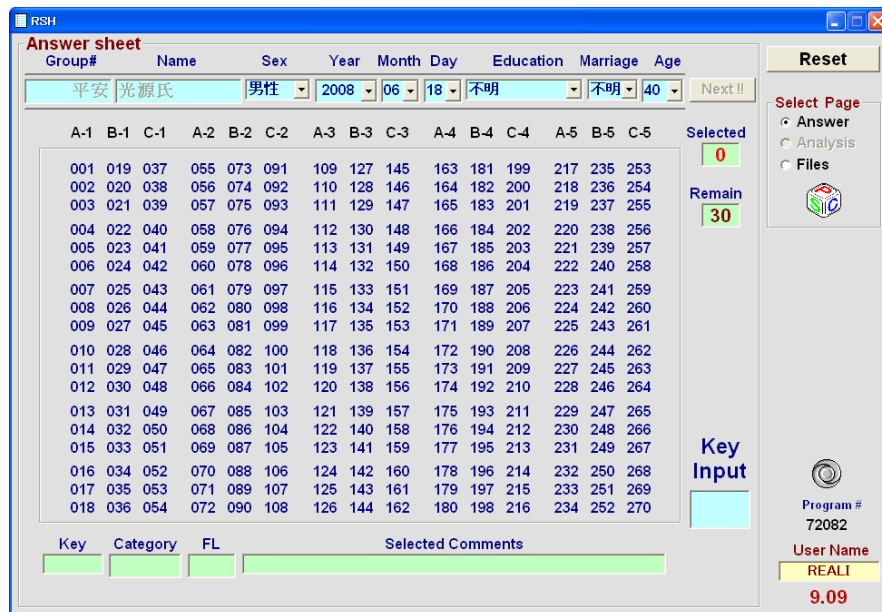 RSH
Answer sheet
Group# Name Sex Year Month Day Education Marriage Age
平安 光源氏 男性 2008 06 18 不明 不明 40 Next !!
A-1 B-1 C-1 A-2 B-2 C-2 A-3 B-3 C-3 A-4 B-4 C-4 A-5 B-5 C-5
001 019 037 055 073 091 109 127 145 163 181 199 217 235 253
002 020 038 056 074 092 110 128 146 164 182 200 218 236 254
003 021 039 057 075 093 111 129 147 165 183 201 219 237 255
004 022 040 058 076 094 112 130 148 166 184 202 220 238 256
005 023 041 059 077 095 113 131 149 167 185 203 221 239 257
006 024 042 060 078 096 114 132 150 168 186 204 222 240 258
007 025 043 061 079 097 115 133 151 169 187 205 223 241 259
008 026 044 062 080 098 116 134 152 170 188 206 224 242 260
009 027 045 063 081 099 117 135 153 171 189 207 225 243 261
010 028 046 064 082 100 118 136 154 172 190 208 226 244 262
011 029 047 065 083 101 119 137 155 173 191 209 227 245 263
012 030 048 066 084 102 120 138 156 174 192 210 228 246 264
013 031 049 067 085 103 121 139 157 175 193 211 229 247 265
014 032 050 068 086 104 122 140 158 176 194 212 230 248 266
015 033 051 069 087 105 123 141 159 177 195 213 231 249 267
016 034 052 070 088 106 124 142 160 178 196 214 232 250 268
017 035 053 071 089 107 125 143 161 179 197 215 233 251 269
018 036 054 072 090 108 126 144 162 180 198 216 234 252 270
Selected
0
Remain
30
Key
Input
Key Category FL Selected Comments
Reset
Select Page
Answer
Analysis
Files
Program #
72082
User Name
REALI
9.09